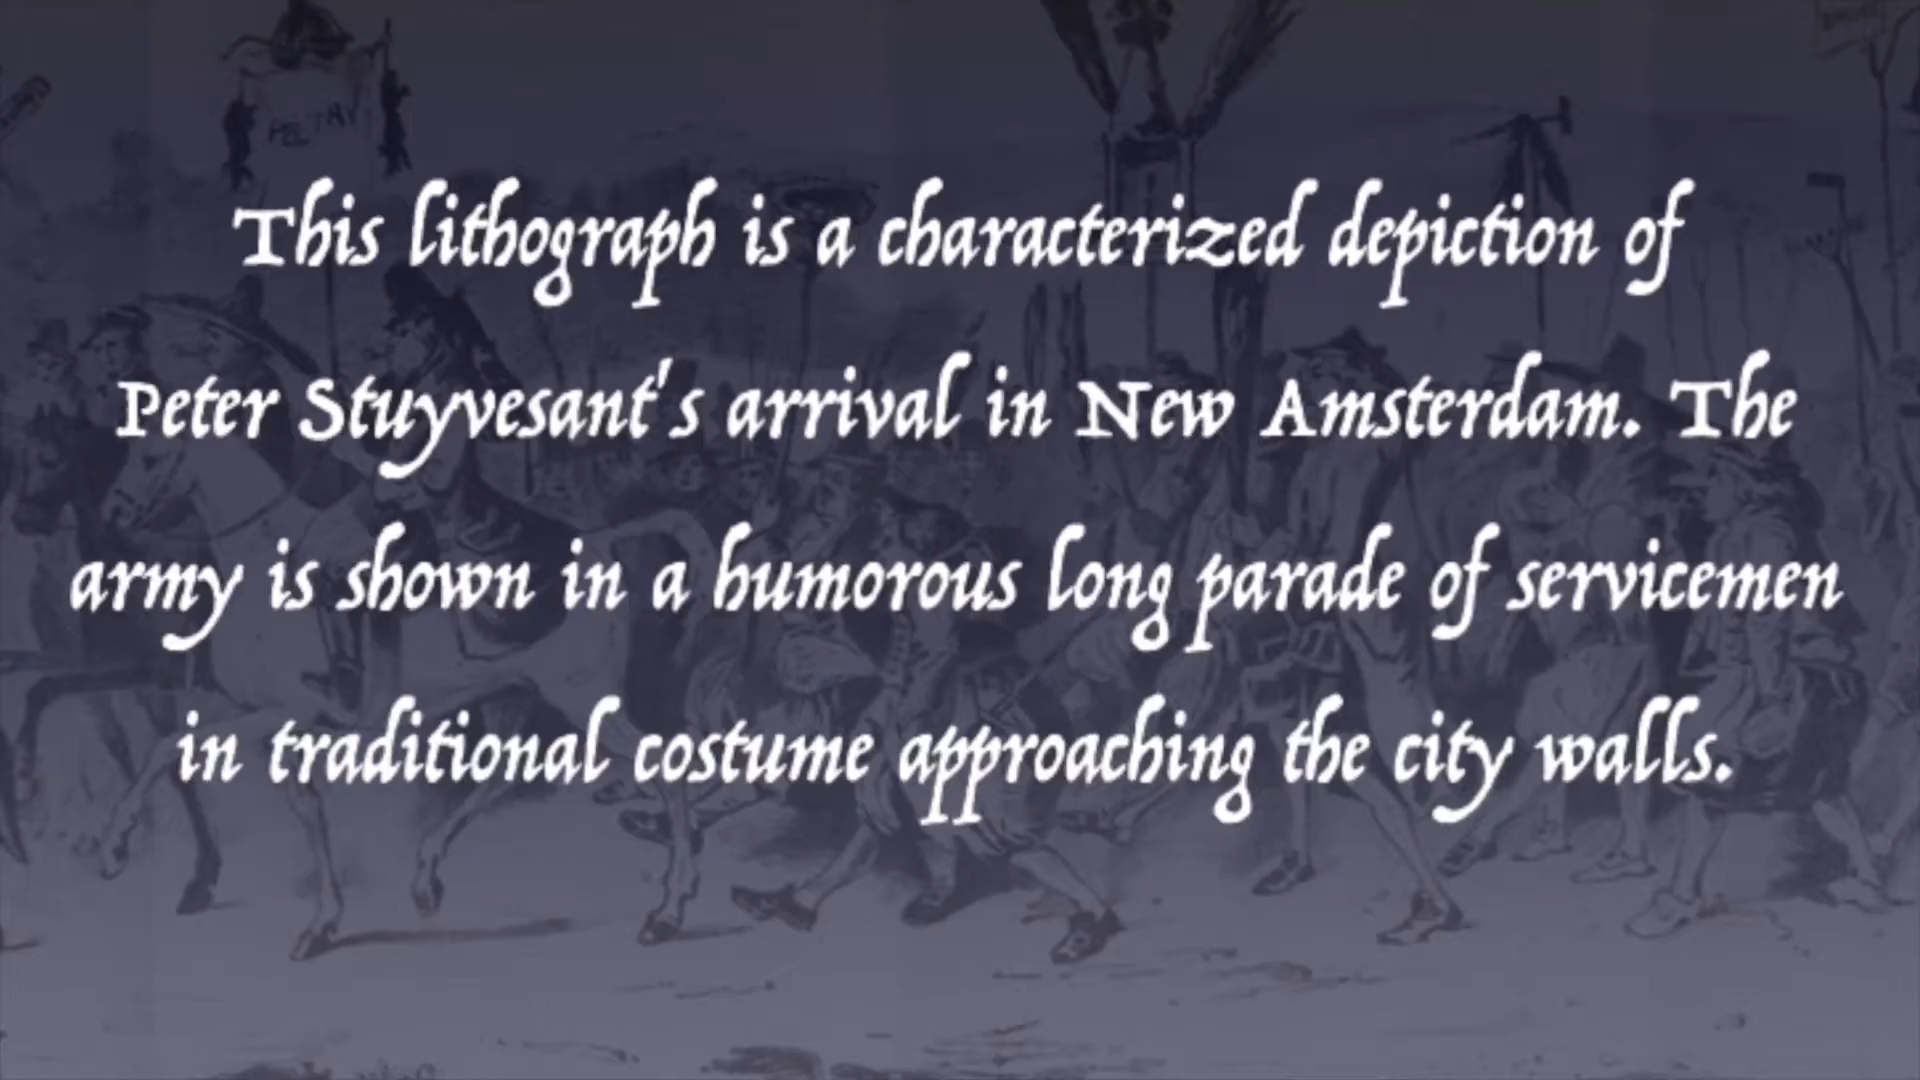 This lithograph is a characterized depiction of
Peter Stuyvesant's arrival in New Amsterdam. The
army is shown in a humorous long parade of servicemen
in traditional costume approaching the city walls.